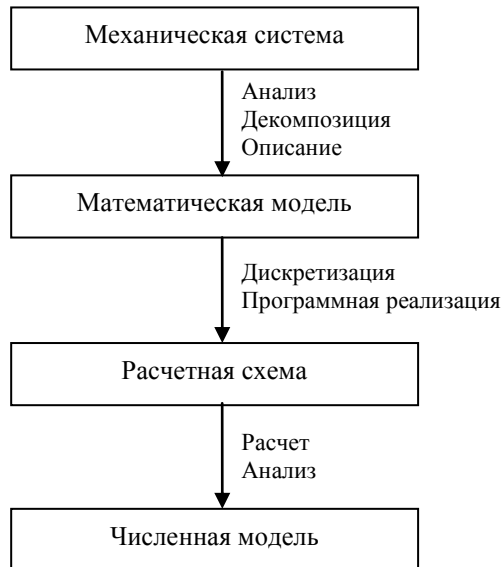 Механическая система
Анализ
Декомпозиция
Описание
Математическая модель
Дискретизация
Программная реализация
Расчетная схема
Расчет
Анализ
Численная модель